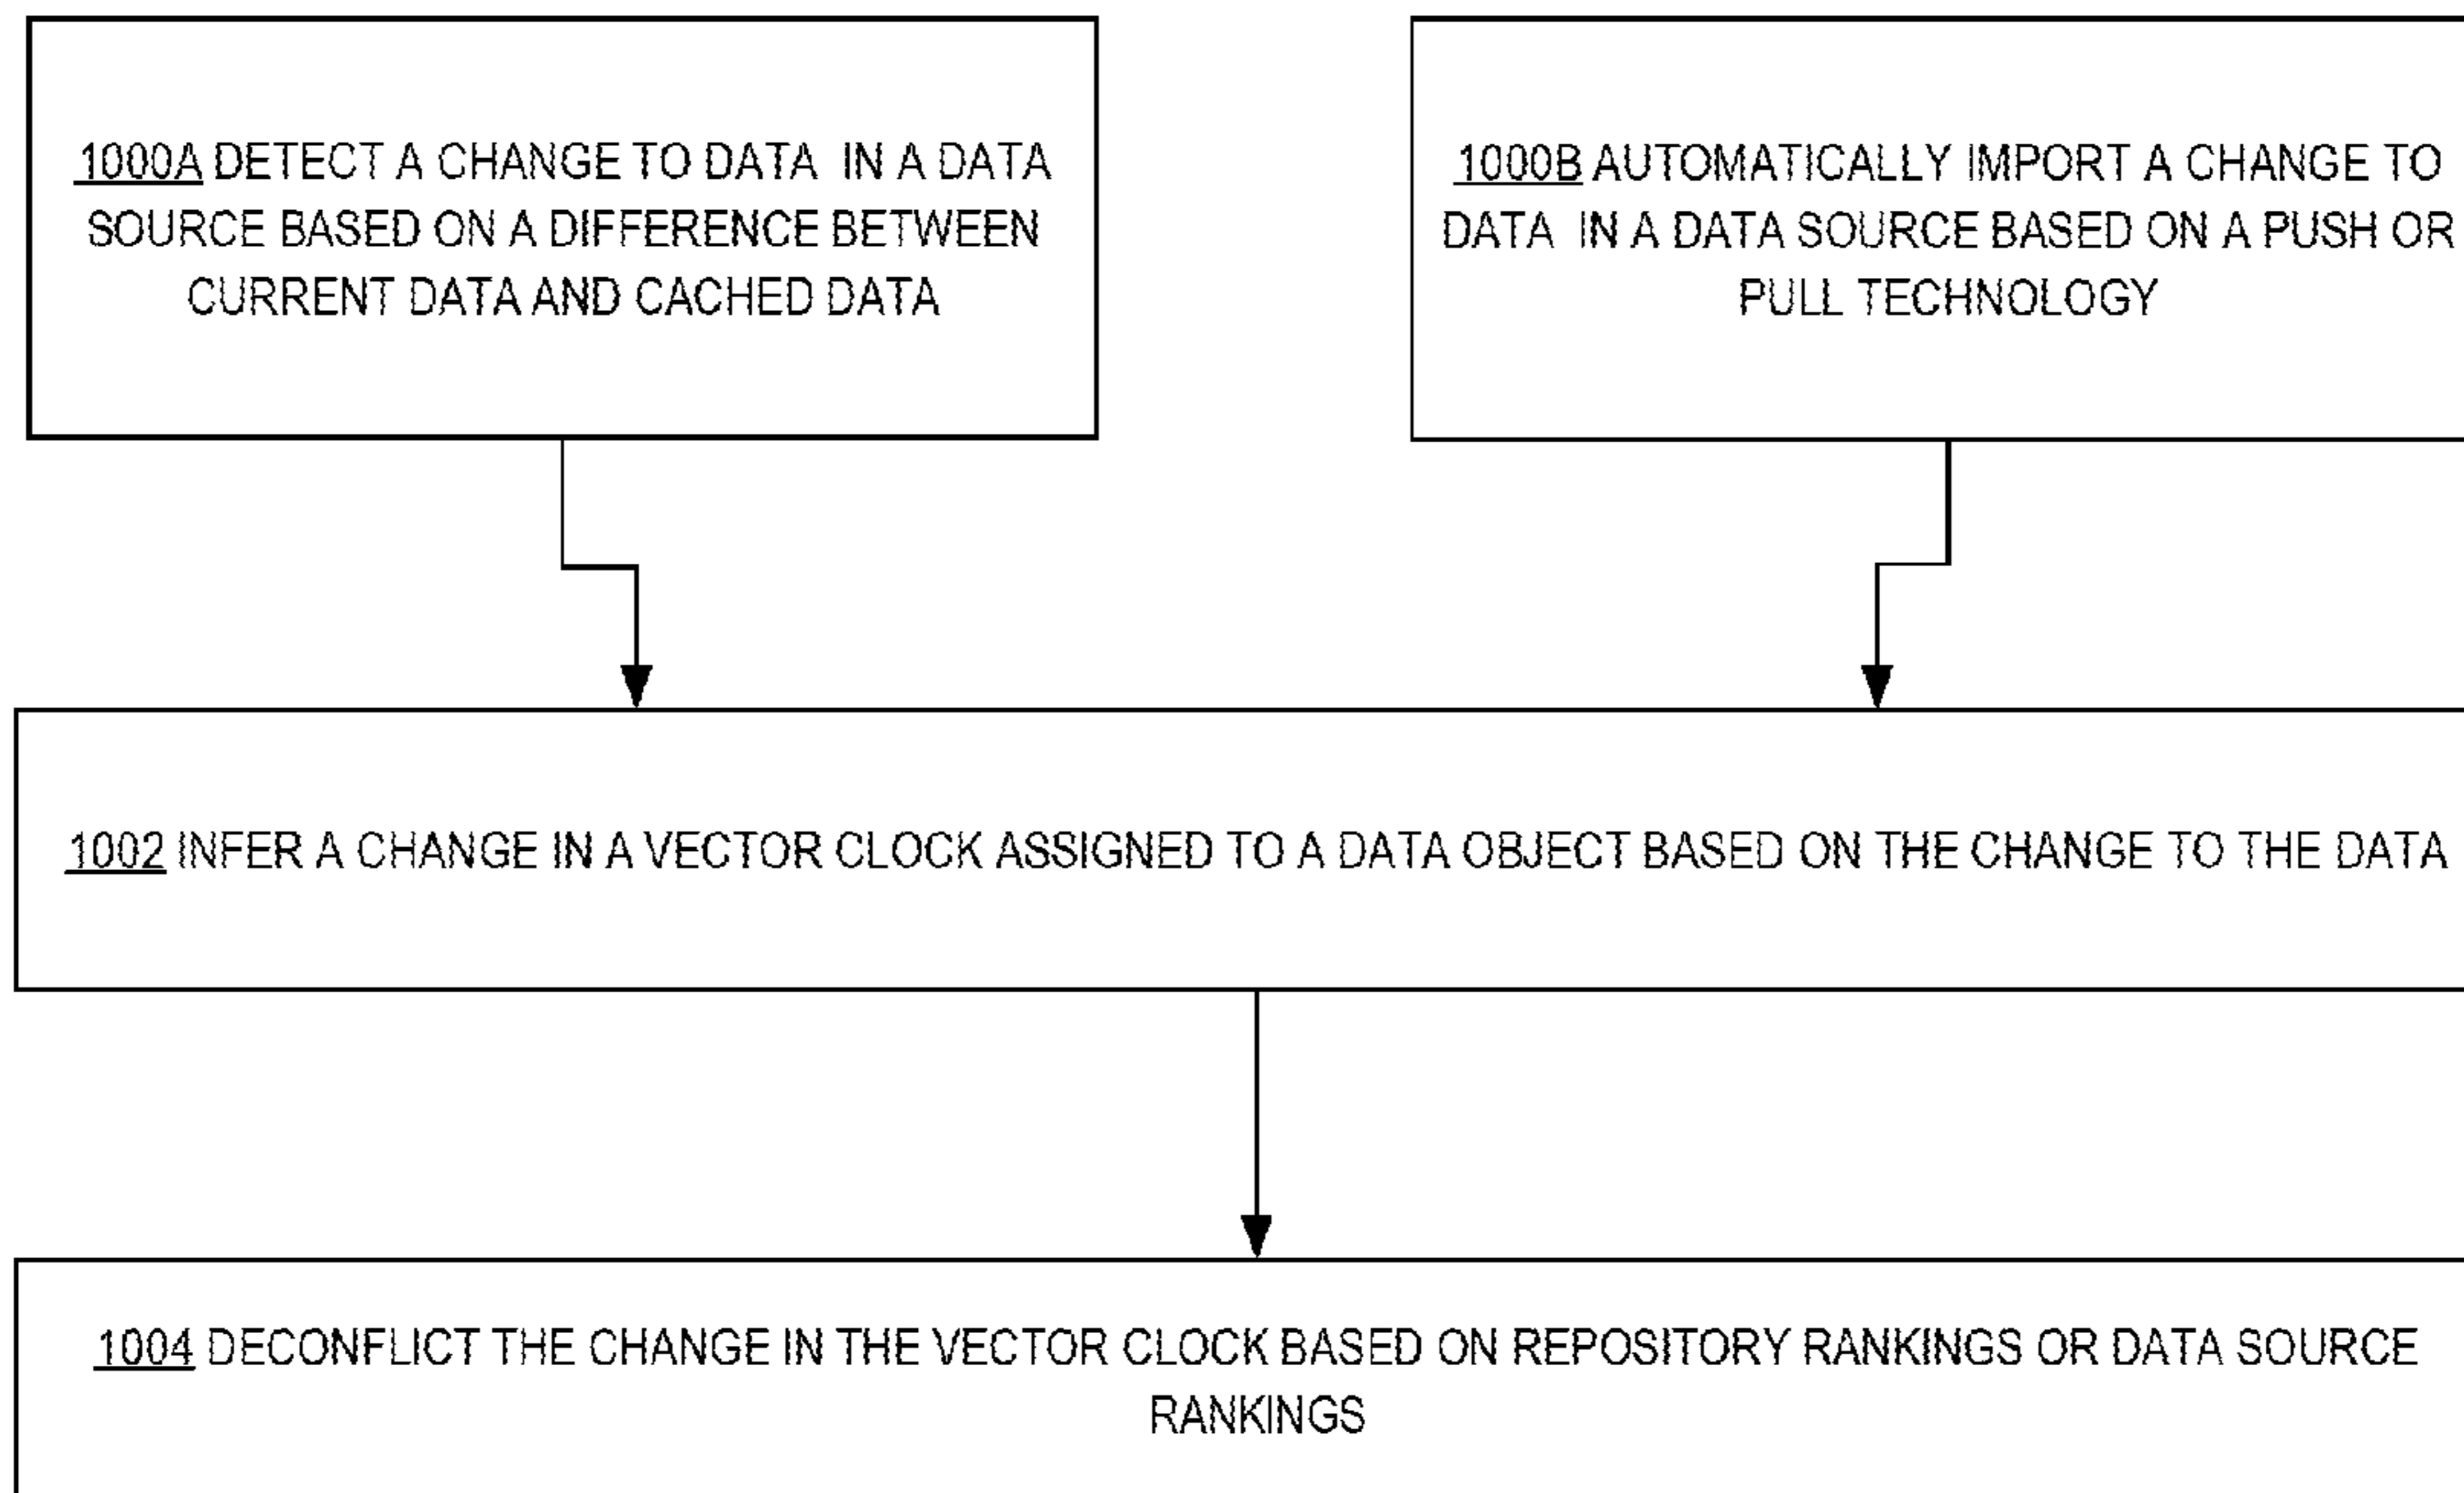 1000A DETECT A CHANGE TO DATA IN A DATA
SOURCE BASED ON A DIFFERENCE BETWEEN
CURRENT DATA AND CACHED DATA
1000B AUTOMATICALLY IMPORT A CHANGE TO
DATA IN A DATA SOURCE BASED ON A PUSH OR
PULL TECHNOLOGY
1002 INFER A CHANGE IN A VECTOR CLOCK ASSIGNED TO A DATA OBJECT BASED ON THE CHANGE TO THE DATA
1004 DECONFLICT THE CHANGE IN THE VECTOR CLOCK BASED ON REPOSITORY RANKINGS OR DATA SOURCE
RANKINGS